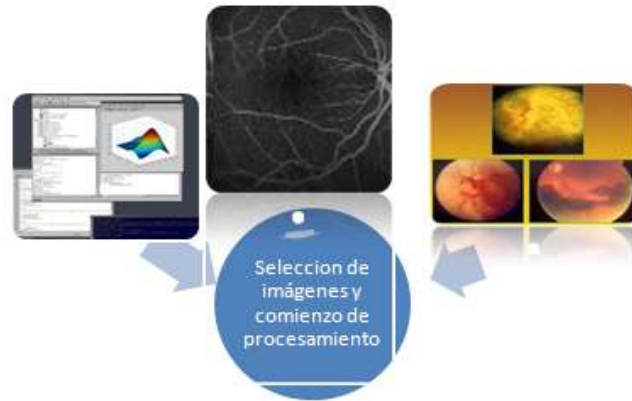 Seleccion de
imágenes y
comienzo de
procesamiento